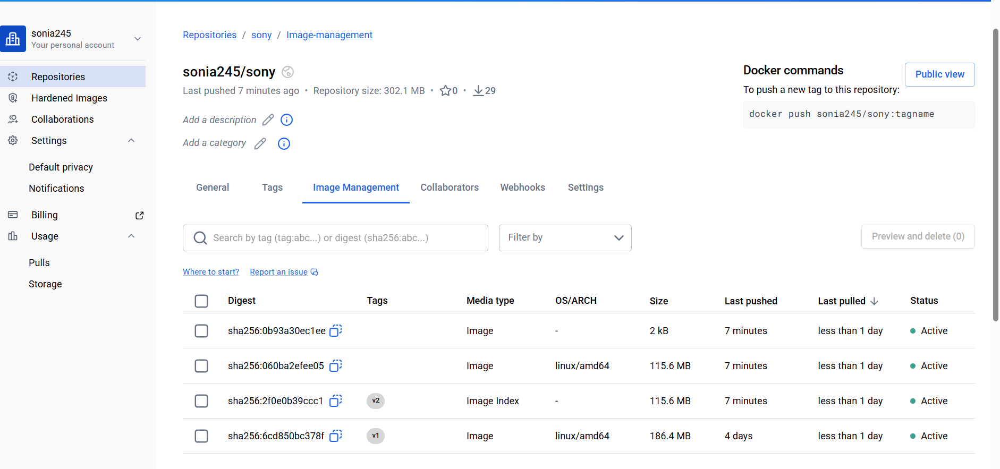 sonia245
Your personal account
Repositories
Hardened Images
Collaborations
Settings
Default privacy
Notifications
Billing
Usage
Pulls
Storage
Repositories / sony / Image-management
sonia245/sony
Last pushed 7 minutes ago • Repository size: 302.1 MB • 0 • 29
Add a description
Add a category
Docker commands
Public view
To push a new tag to this repository:
docker push sonia245/sony:tagname
General Tags Image Management Collaborators Webhooks Settings
Search by tag (tag:abc...) or digest (sha256:abc...)
Filter by
Preview and delete (0)
Where to start? Report an issue
Digest Tags Media type OS/ARCH Size Last pushed Last pulled Status
sha256:0b93a30ec1ee Image - 2 kB 7 minutes less than 1 day Active
sha256:060ba2efee05 Image linux/amd64 115.6 MB 7 minutes less than 1 day Active
sha256:2f0e0b39ccc1 v2 Image Index - 115.6 MB 7 minutes less than 1 day Active
sha256:6cd850bc378f v1 Image linux/amd64 186.4 MB 4 days less than 1 day Active